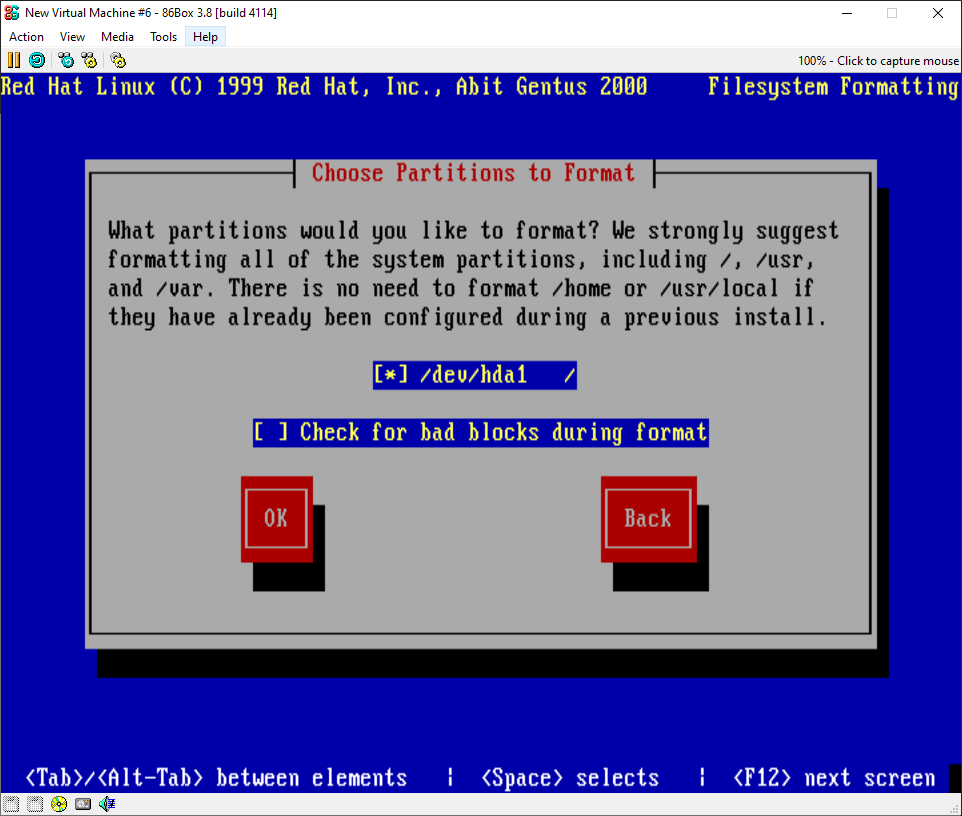 New Virtual Machine #6 - 86Box 3.8 [build 4114]
Action View Media Tools Help
100% - Click to capture mouse
Red Hat Linux (C) 1999 Red Hat, Inc., Abit Gentus 2000 Filesystem Formatting
Choose Partitions to Format
What partitions would you like to format? We strongly suggest
formatting all of the system partitions, including /, /usr,
and /var. There is no need to format /home or /usr/local if
they have already been configured during a previous install.
[*] /dev/hda1 /
[ ] Check for bad blocks during format
OK Back
<Tab>/<Alt-Tab> between elements | <Space> selects | <F12> next screen